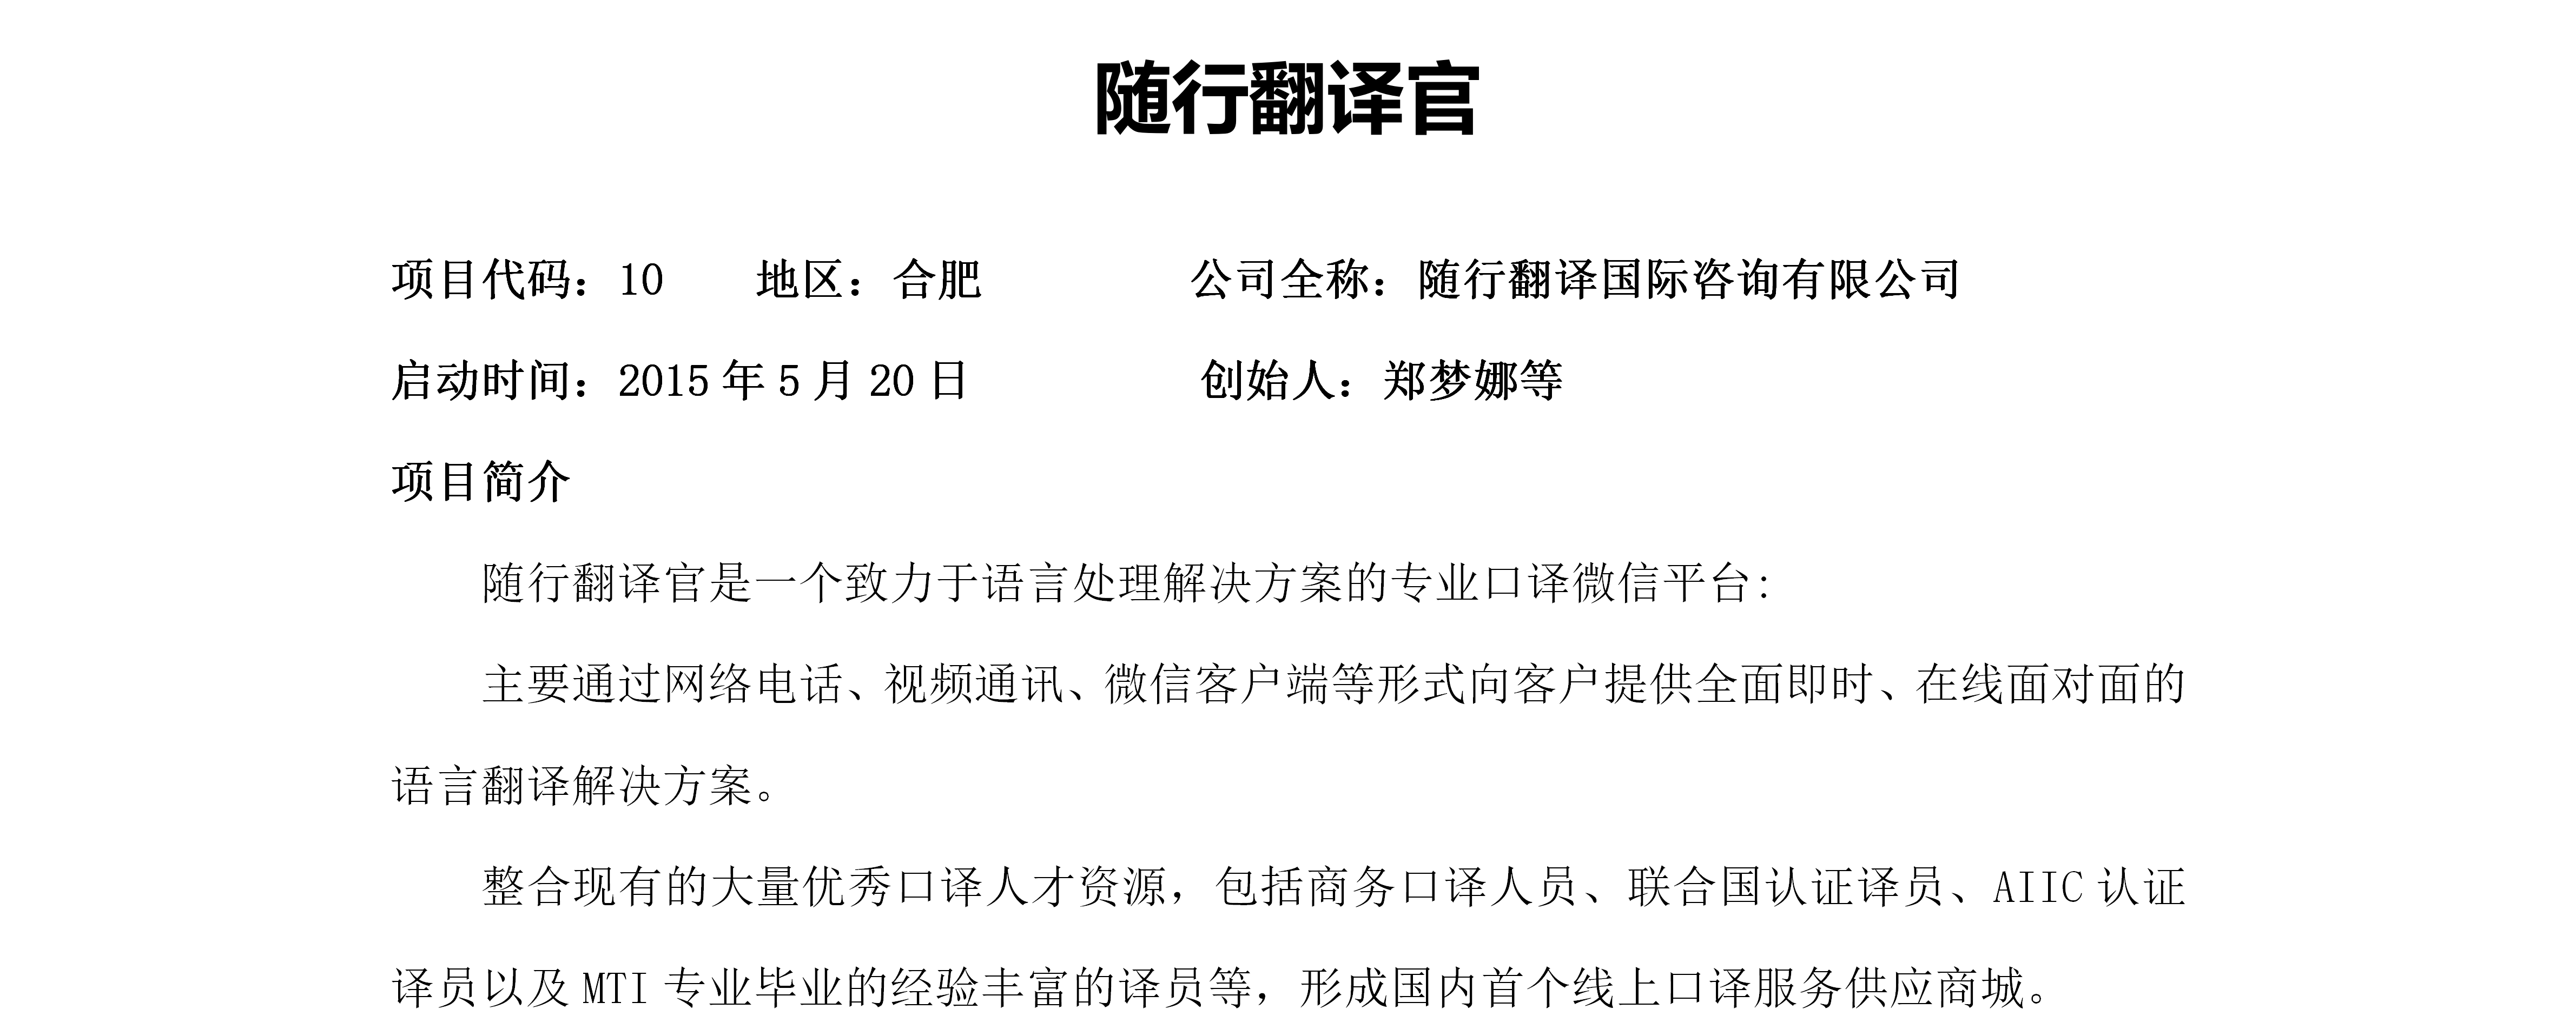 随行翻译官
项目代码：10 地区：合肥 公司全称：随行翻译国际咨询有限公司
启动时间：2015 年 5 月 20 日 创始人：郑梦娜等
项目简介
随行翻译官是一个致力于语言处理解决方案的专业口译微信平台:
主要通过网络电话、视频通讯、微信客户端等形式向客户提供全面即时、在线面对面的
语言翻译解决方案。
整合现有的大量优秀口译人才资源，包括商务口译人员、联合国认证译员、AIIC 认证
译员以及 MTI 专业毕业的经验丰富的译员等，形成国内首个线上口译服务供应商城。